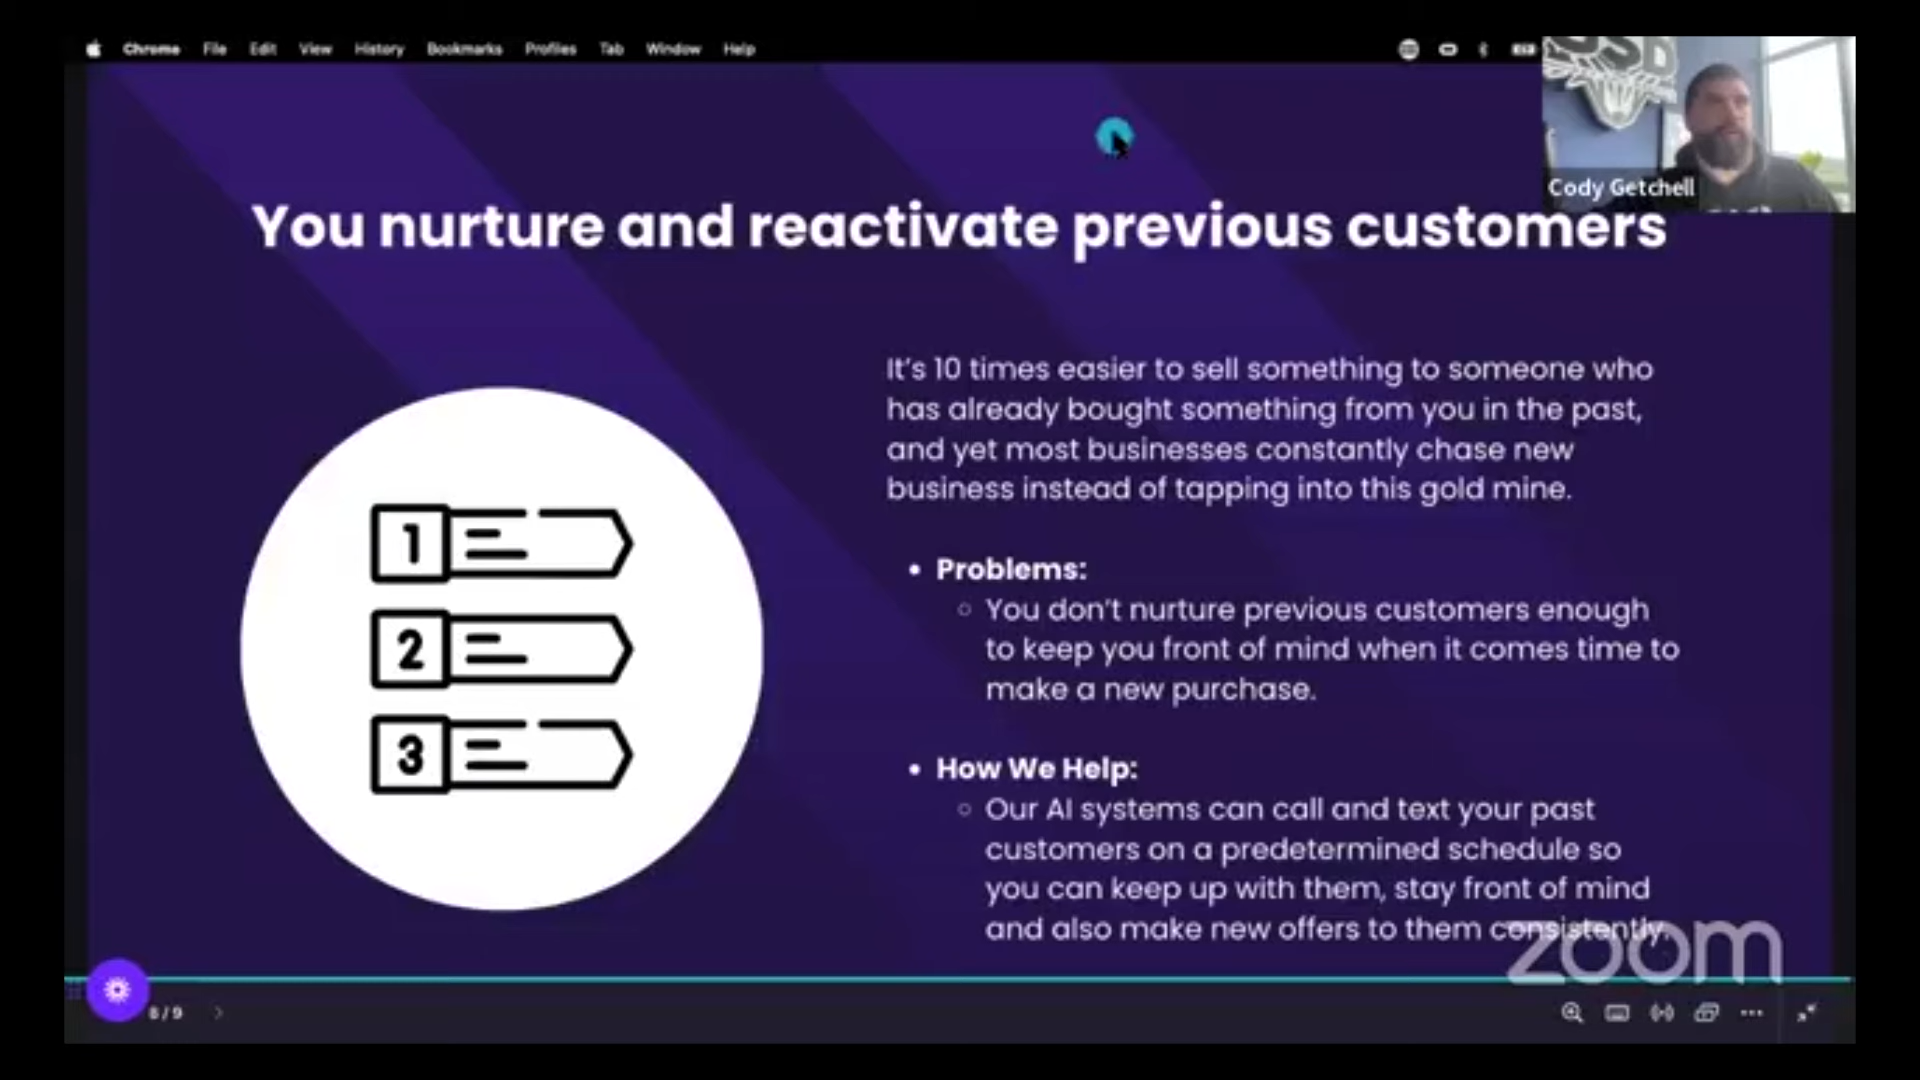 Chrome File Edit View History Bookmarks Profiles Tab Window Help
Cody Getchell
You nurture and reactivate previous customers
It's 10 times easier to sell something to someone who
has already bought something from you in the past,
and yet most businesses constantly chase new
business instead of tapping into this gold mine.
• Problems:
○ You don't nurture previous customers enough
to keep you front of mind when it comes time to
make a new purchase.
• How We Help:
○ Our AI systems can call and text your past
customers on a predetermined schedule so
you can keep up with them, stay front of mind
and also make new offers to them consistently.
1
2
3
zoom